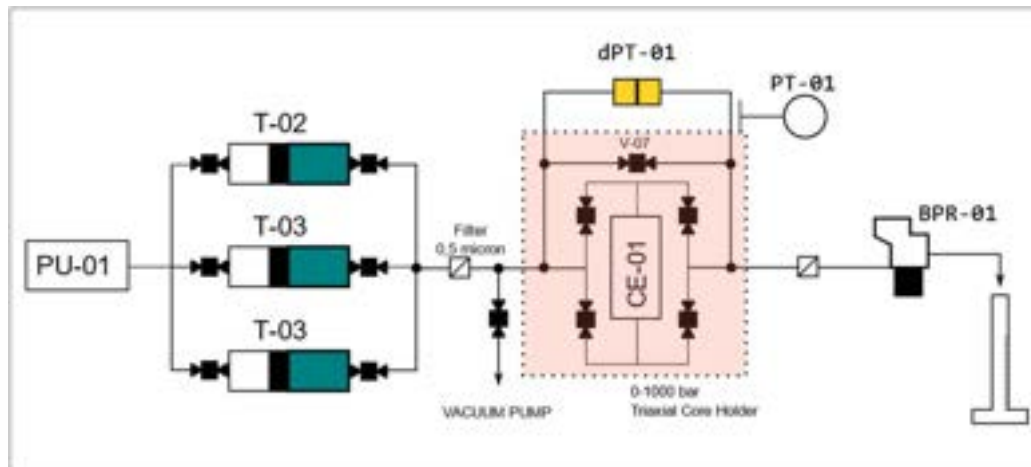 dPT-01
PT-01
T-02
V-07
BPR-01
Filter
0,5 micron
T-03
PU-01
CE-01
T-03
0-1000 bar
VACUUM PUMP
Triaxial Core Holder